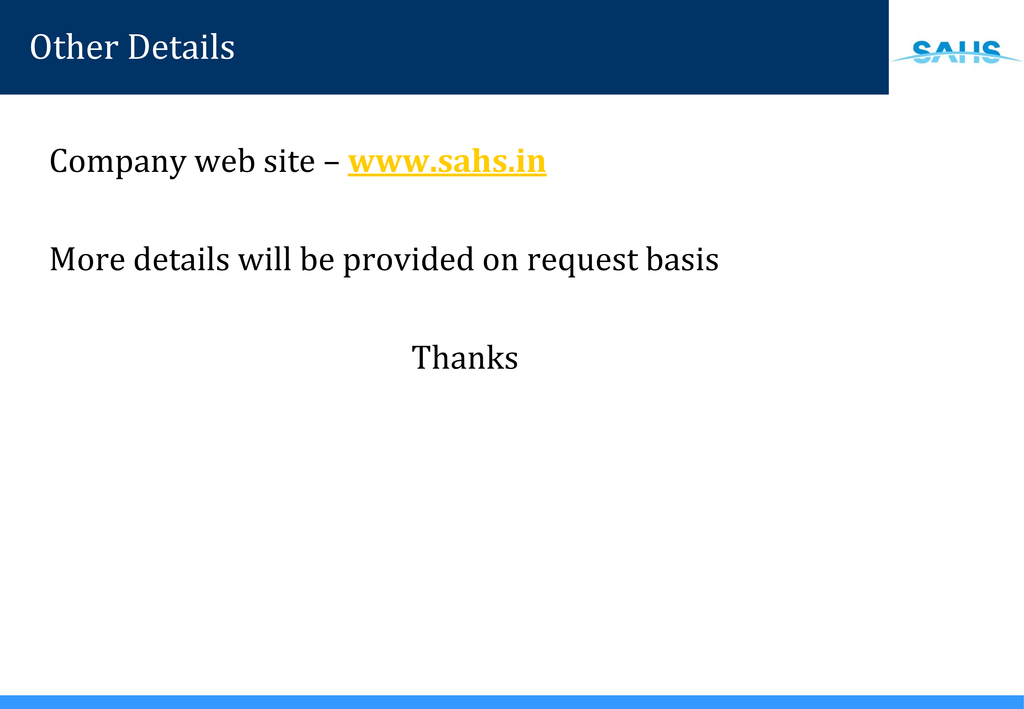 Other Details
SAHS
Company web site – www.sahs.in
More details will be provided on request basis
Thanks